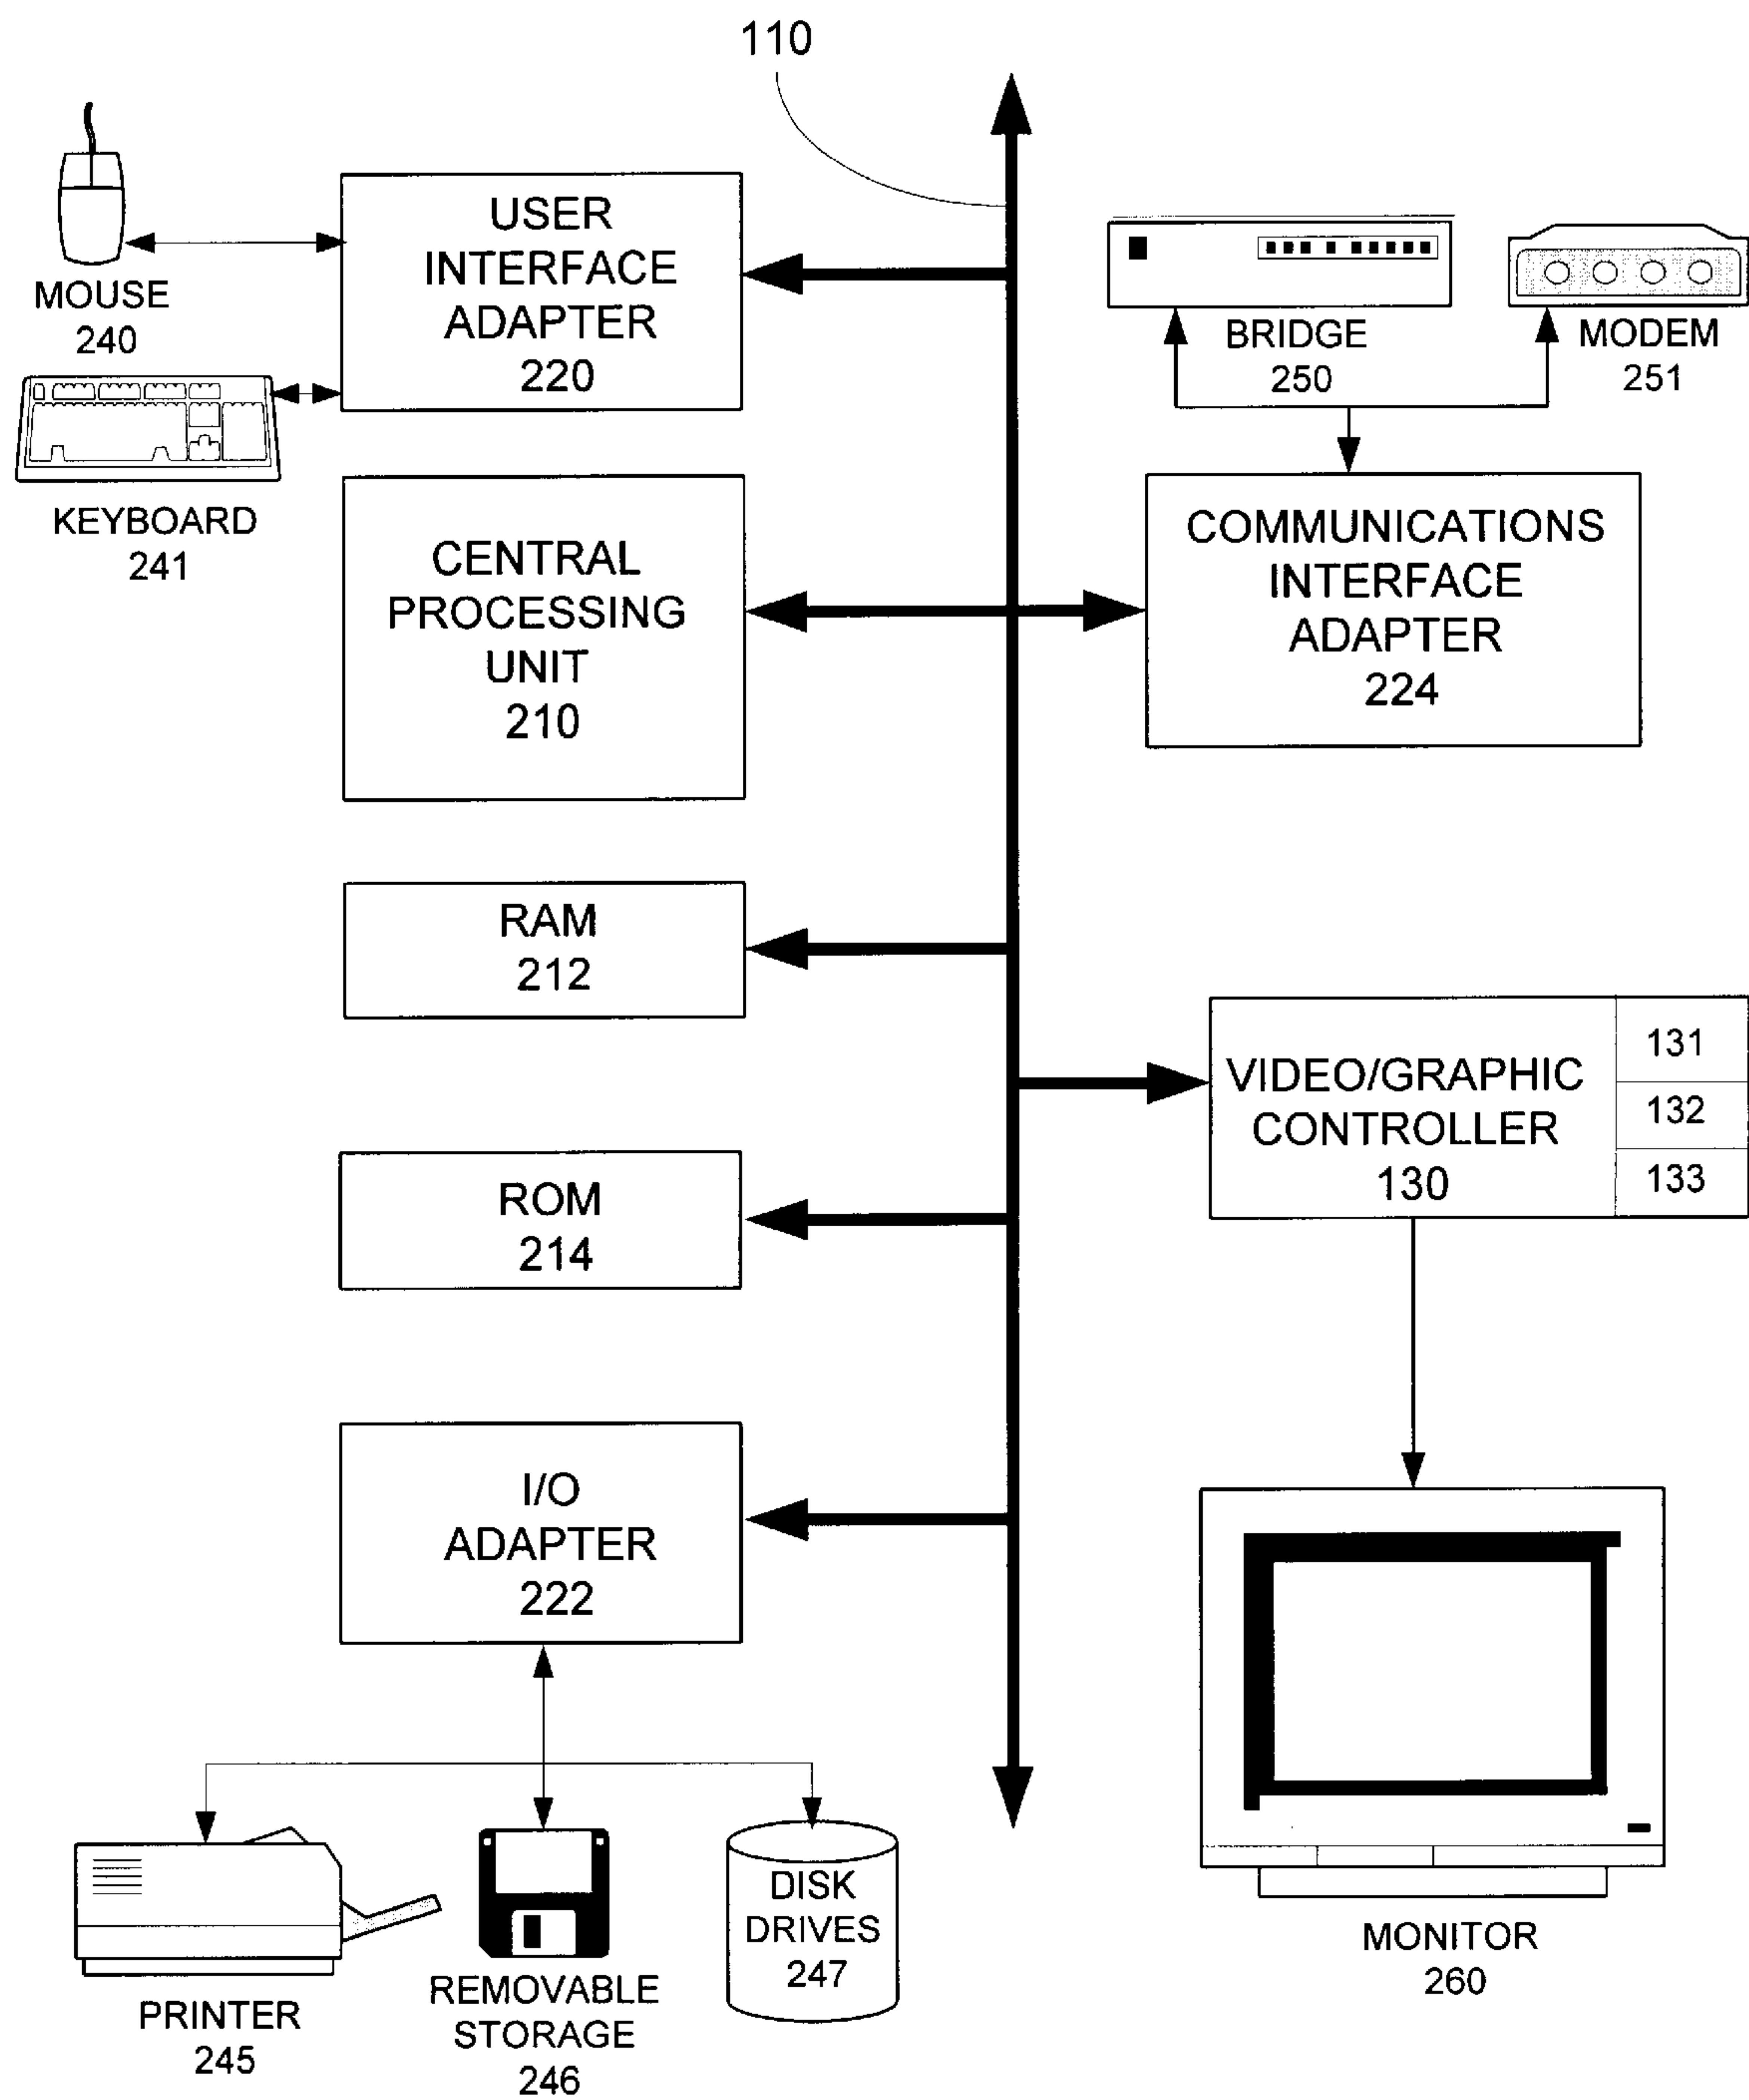 110
MOUSE
240
USER
INTERFACE
ADAPTER
220
BRIDGE
250
MODEM
251
KEYBOARD
241
CENTRAL
PROCESSING
UNIT
210
COMMUNICATIONS
INTERFACE
ADAPTER
224
RAM
212
VIDEO/GRAPHIC
CONTROLLER
130
131
132
133
ROM
214
I/O
ADAPTER
222
PRINTER
245
REMOVABLE
STORAGE
246
DISK
DRIVES
247
MONITOR
260